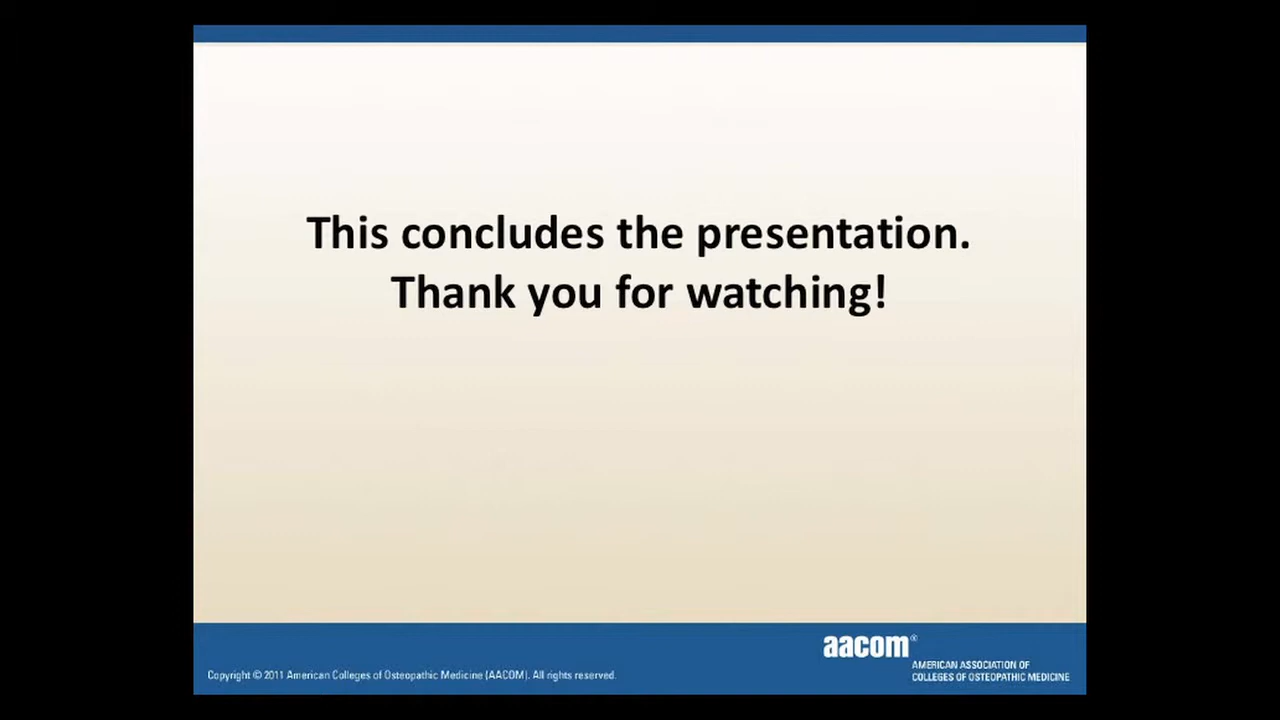 This concludes the presentation.
Thank you for watching!
aacom®
AMERICAN ASSOCIATION OF
COLLEGES OF OSTEOPATHIC MEDICINE
Copyright © 2011 American Colleges of Osteopathic Medicine (AACOM). All rights reserved.